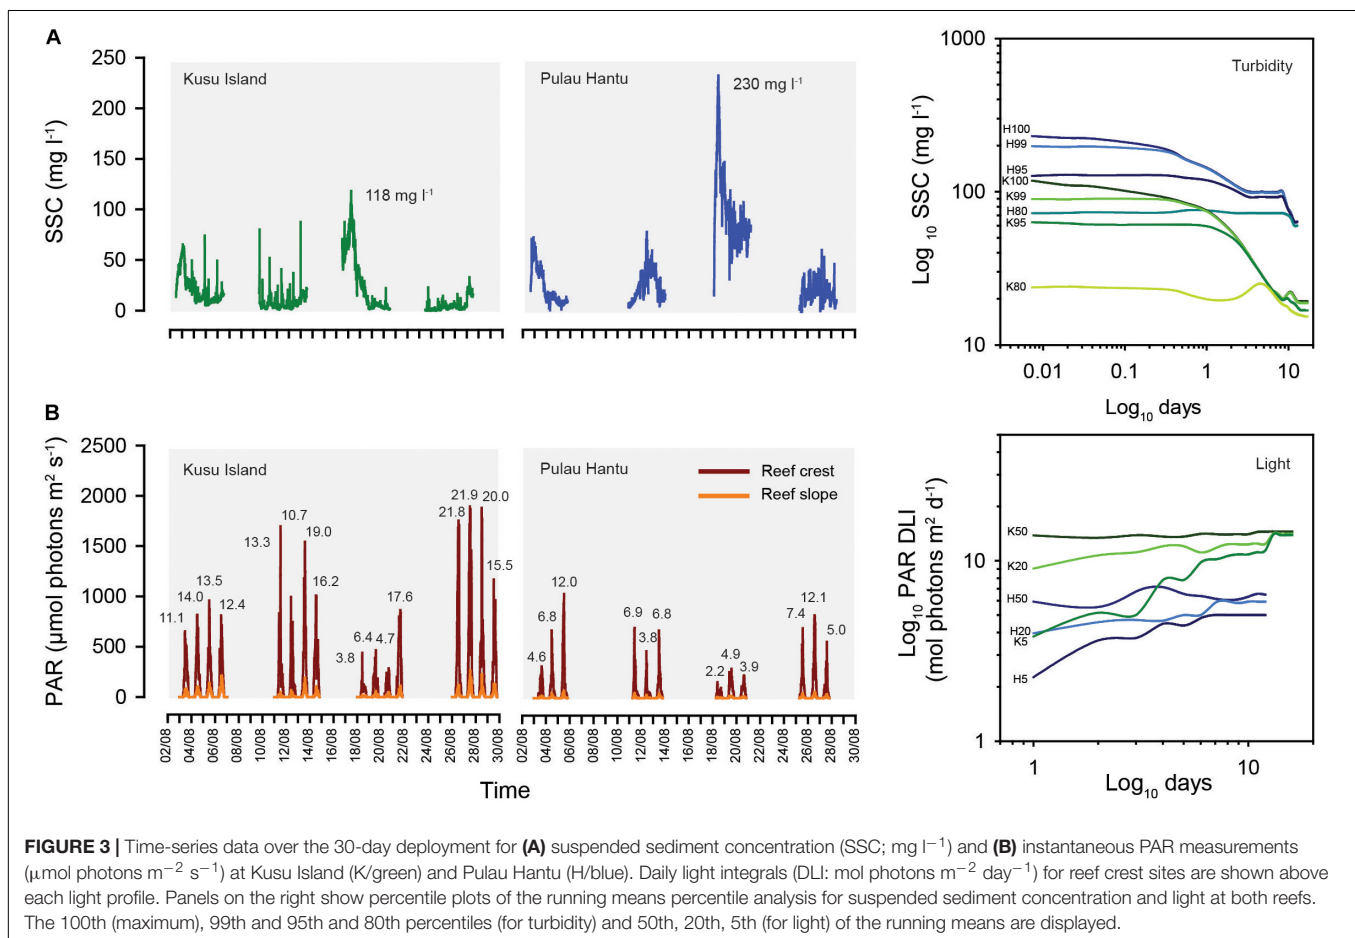 A
250
200
150
100
50
0
SSC (mg l-1)
Kusu Island
118 mg l-1
Pulau Hantu
230 mg l-1
1000
100
10
Log 10 SSC (mg l-1)
Turbidity
H100
H99
H95
K100
K99
H80
K95
K80
0.01 0.1 1 10
Log10 days
B
2500
2000
1500
1000
500
0
PAR (µmol photons m2 s-1)
Kusu Island
11.1
14.0
13.5
12.4
13.3
10.7
19.0
16.2
3.8
6.4
4.7
17.6
21.8
21.9
20.0
15.5
Pulau Hantu
Reef crest
Reef slope
4.6
6.8
12.0
6.9
3.8
6.8
2.2
4.9
3.9
7.4
12.1
5.0
02/08 04/08 06/08 08/08 10/08 12/08 14/08 16/08 18/08 20/08 22/08 24/08 26/08 28/08 30/08
02/08 04/08 06/08 08/08 10/08 12/08 14/08 16/08 18/08 20/08 22/08 24/08 26/08 28/08 30/08
Time
Log10 PAR DLI
(mol photons m2 d-1)
10
1
Light
K50
K20
H50
H20
K5
H5
1 10
Log10 days
FIGURE 3 | Time-series data over the 30-day deployment for (A) suspended sediment concentration (SSC; mg l−1) and (B) instantaneous PAR measurements
(µmol photons m−2 s−1) at Kusu Island (K/green) and Pulau Hantu (H/blue). Daily light integrals (DLI: mol photons m−2 day−1) for reef crest sites are shown above
each light profile. Panels on the right show percentile plots of the running means percentile analysis for suspended sediment concentration and light at both reefs.
The 100th (maximum), 99th and 95th and 80th percentiles (for turbidity) and 50th, 20th, 5th (for light) of the running means are displayed.